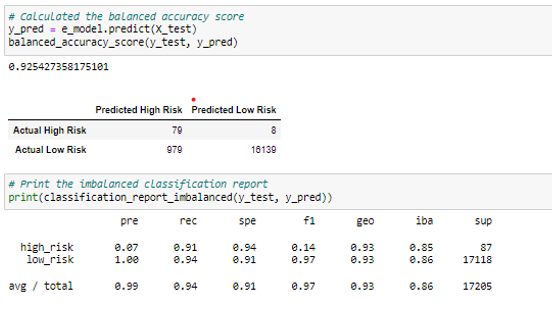 # Calculated the balanced accuracy score
y_pred = e_model.predict(X_test)
balanced_accuracy_score(y_test, y_pred)
0.925427358175101
Predicted High Risk Predicted Low Risk
Actual High Risk 79 8
Actual Low Risk 979 16139
# Print the imbalanced classification report
print(classification_report_imbalanced(y_test, y_pred))
pre rec spe f1 geo iba sup
high_risk 0.07 0.91 0.94 0.14 0.93 0.85 87
low_risk 1.00 0.94 0.91 0.97 0.93 0.86 17118
avg / total 0.99 0.94 0.91 0.97 0.93 0.86 17205